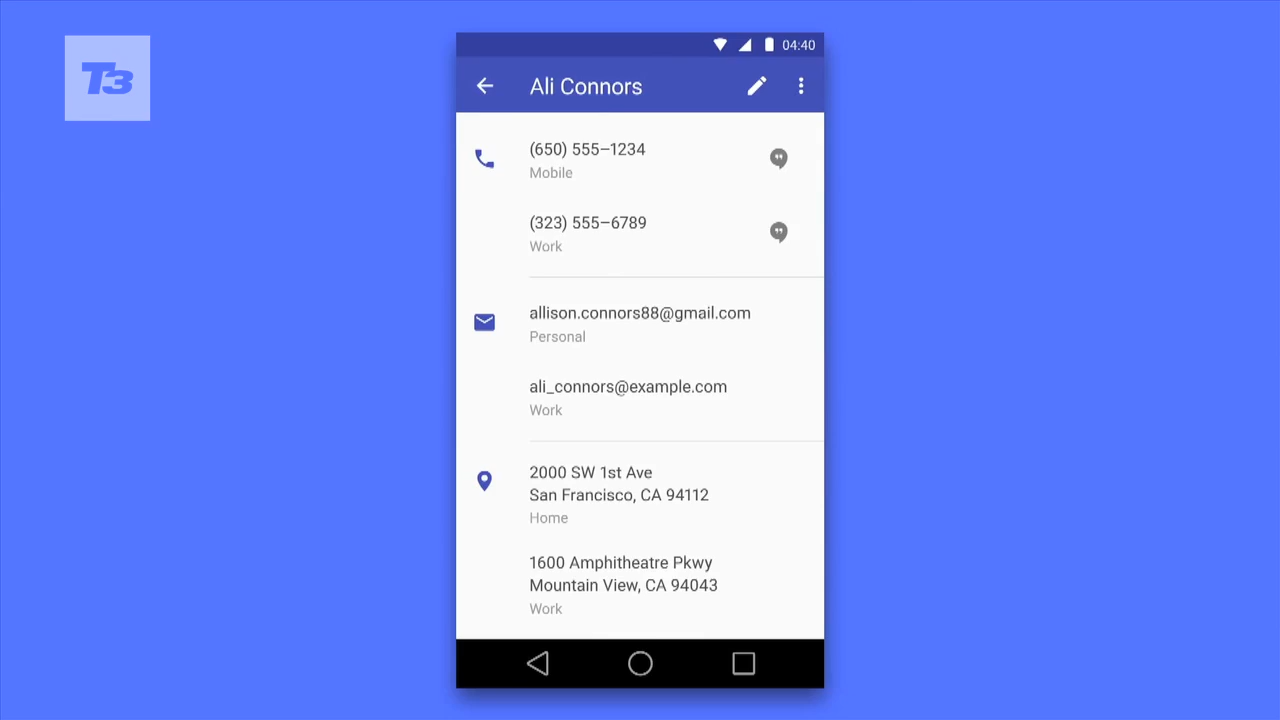 T3
04:40
Ali Connors
(650) 555–1234
Mobile
(323) 555–6789
Work
allison.connors88@gmail.com
Personal
ali_connors@example.com
Work
2000 SW 1st Ave
San Francisco, CA 94112
Home
1600 Amphitheatre Pkwy
Mountain View, CA 94043
Work